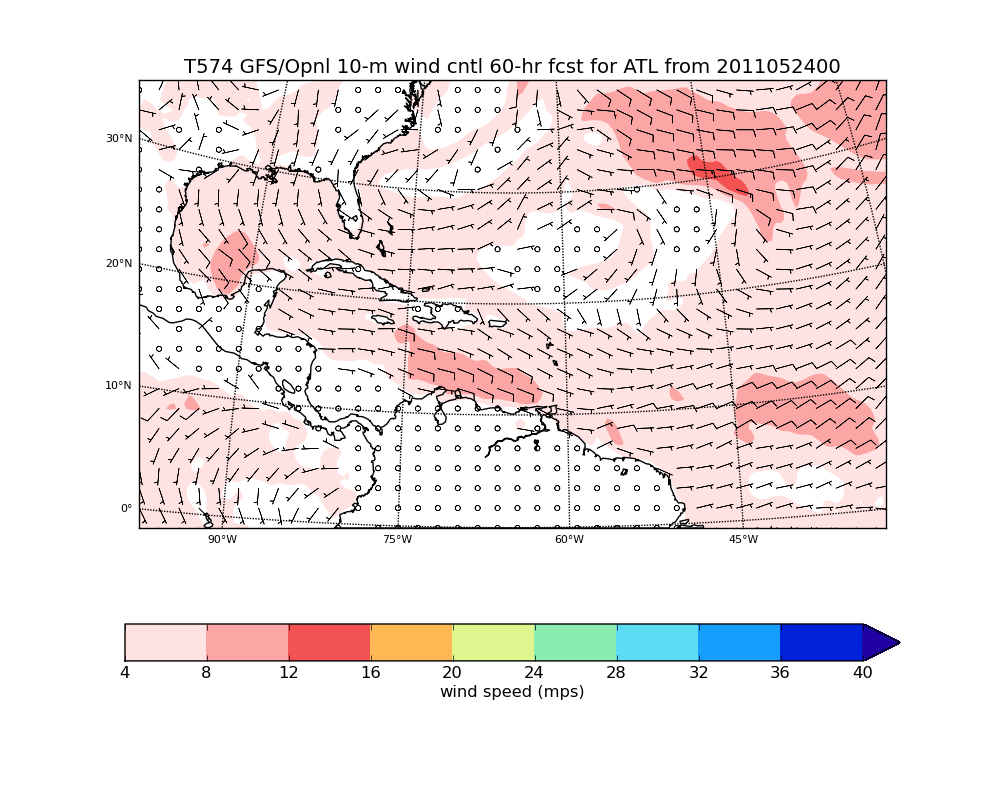 T574 GFS/Opnl 10-m wind cntl 60-hr fcst for ATL from 2011052400
30°N
20°N
10°N
0°
90°W 75°W 60°W 45°W
4 8 12 16 20 24 28 32 36 40
wind speed (mps)